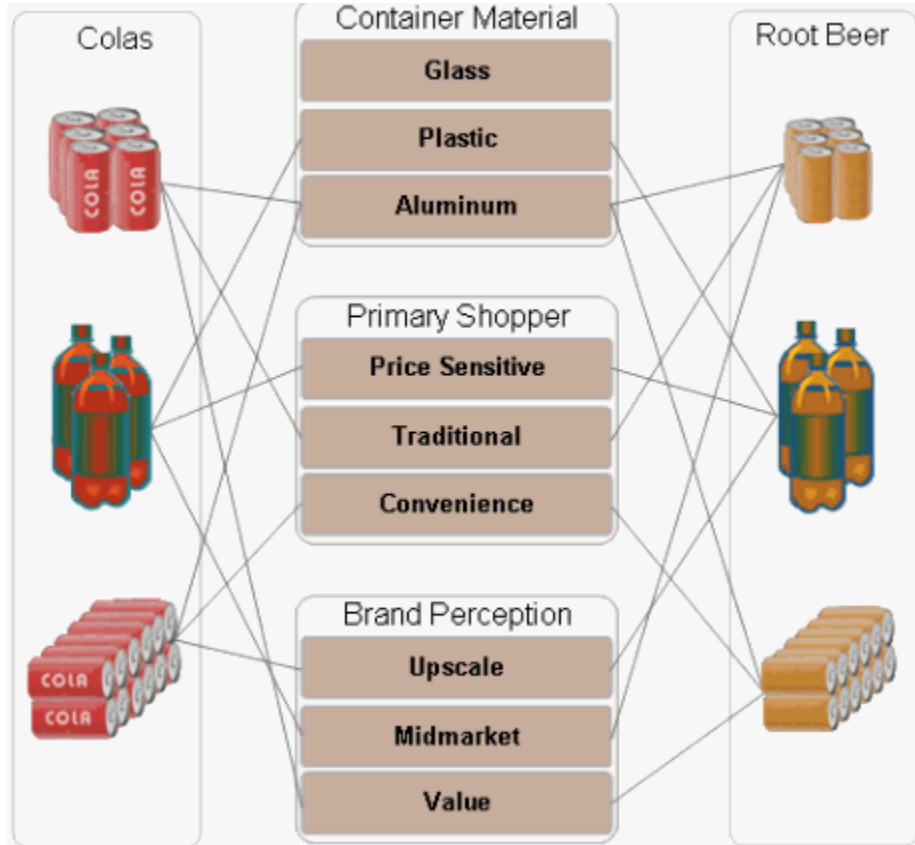 Colas
Container Material
Root Beer
Glass
Plastic
Aluminum
COLA
COLA
Primary Shopper
Price Sensitive
Traditional
Convenience
Brand Perception
Upscale
COLA
COLA
Midmarket
Value